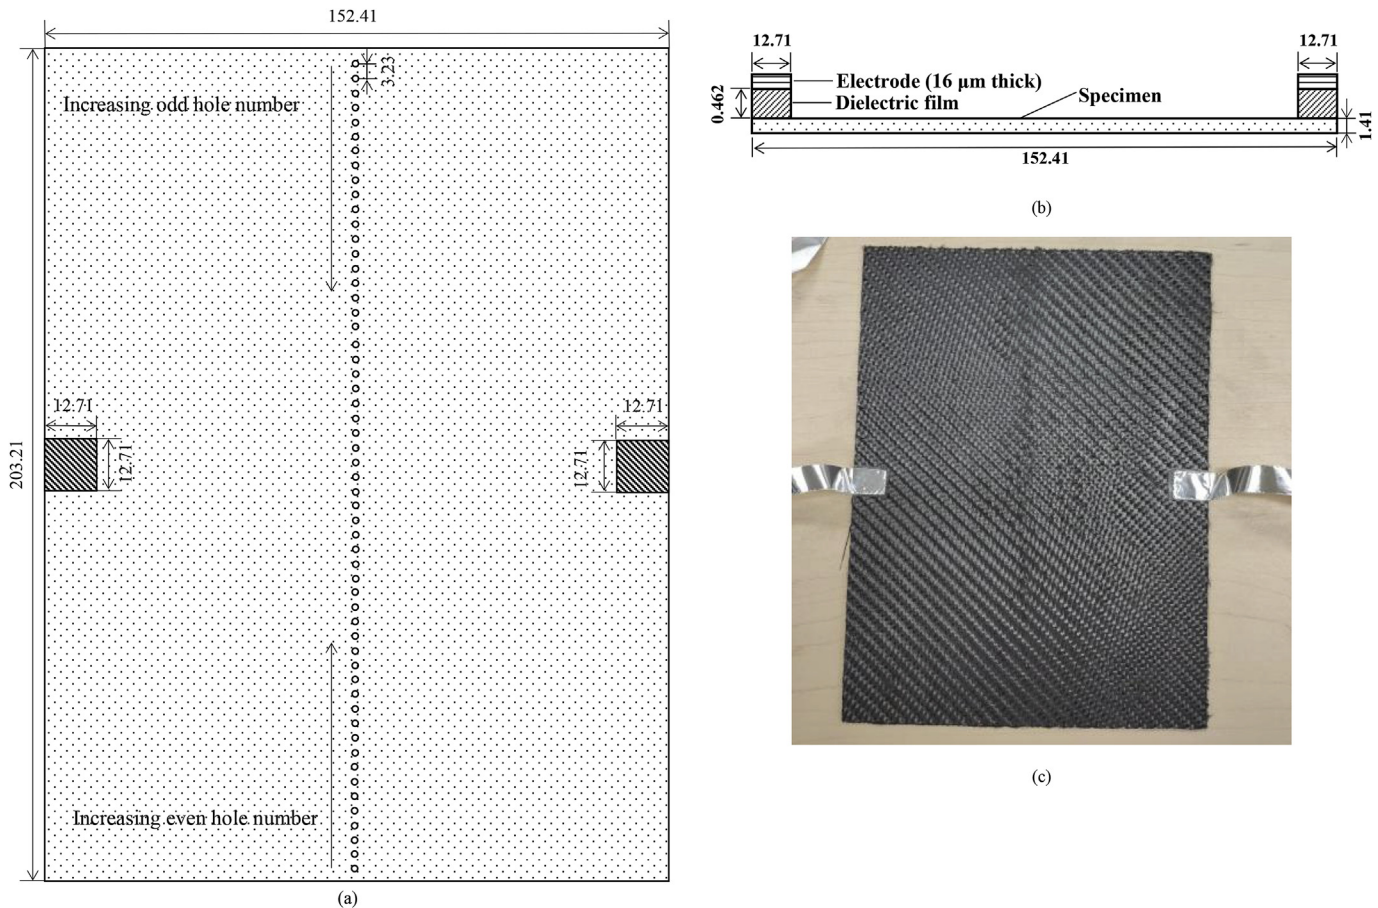 152.41
3.23
Increasing odd hole number
12.71
12.71
203.21
12.71
12.71
Increasing even hole number
(a)
12.71
12.71
Electrode (16 μm thick)
0.462
Dielectric film
Specimen
1.41
152.41
(b)
(c)